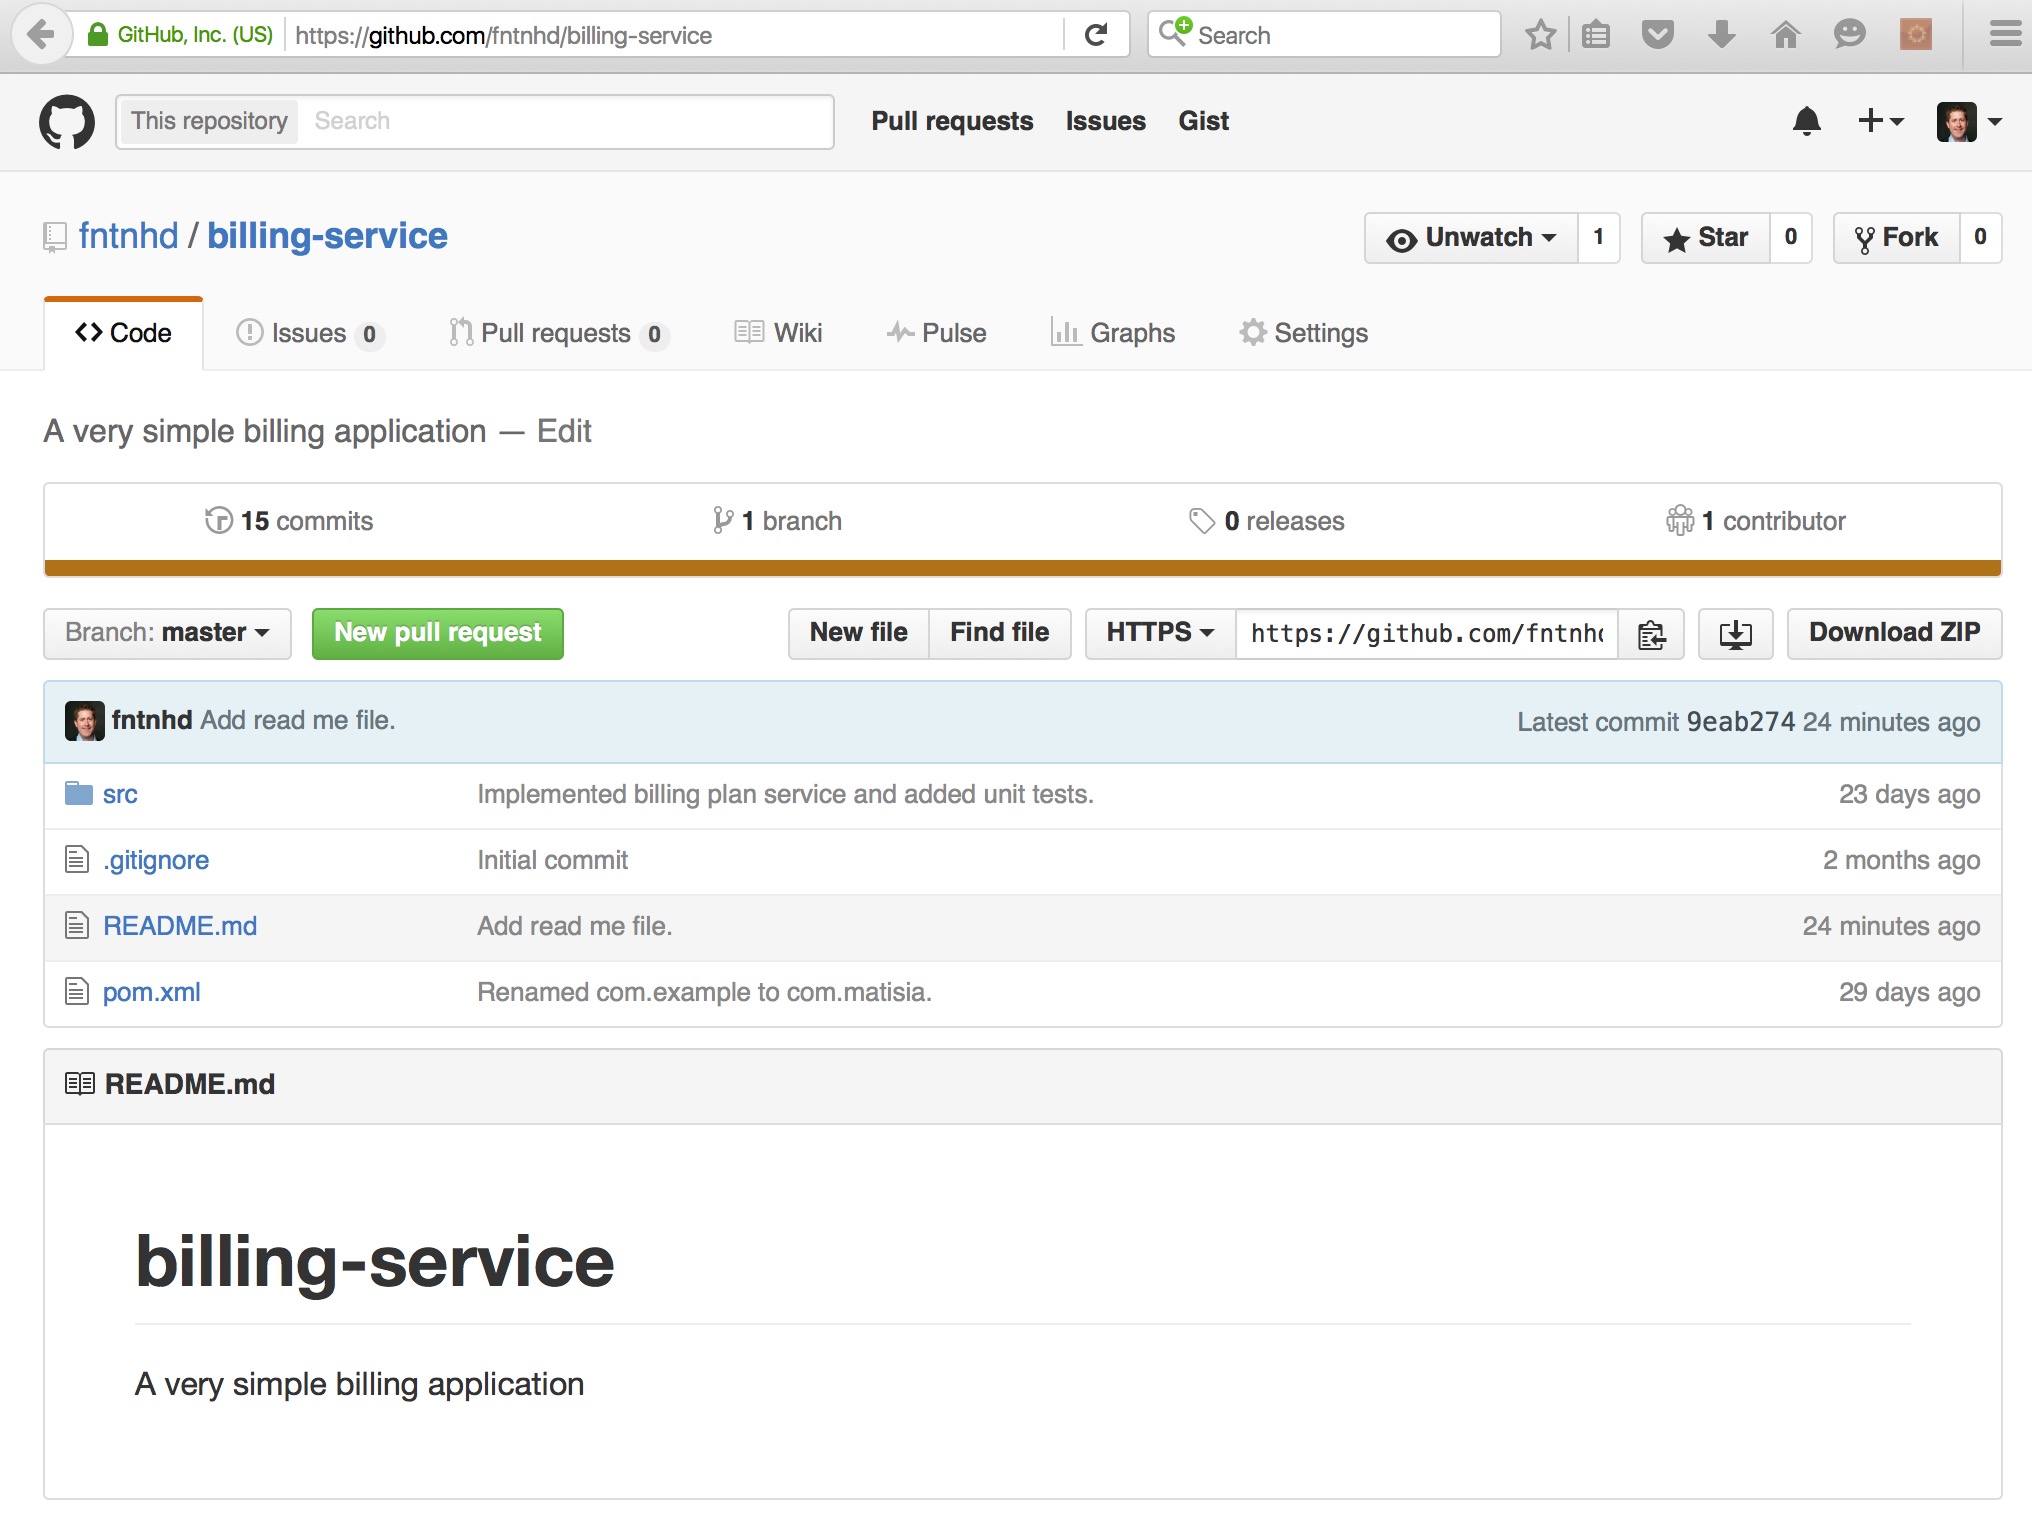 GitHub, Inc. (US) https://github.com/fntnhd/billing-service Search
This repository Search Pull requests Issues Gist
fntnhd / billing-service Unwatch 1 Star 0 Fork 0
Code Issues 0 Pull requests 0 Wiki Pulse Graphs Settings
A very simple billing application — Edit
15 commits 1 branch 0 releases 1 contributor
Branch: master New pull request New file Find file HTTPS https://github.com/fntnh Download ZIP
fntnhd Add read me file. Latest commit 9eab274 24 minutes ago
src Implemented billing plan service and added unit tests. 23 days ago
.gitignore Initial commit 2 months ago
README.md Add read me file. 24 minutes ago
pom.xml Renamed com.example to com.matisia. 29 days ago
README.md
billing-service
A very simple billing application